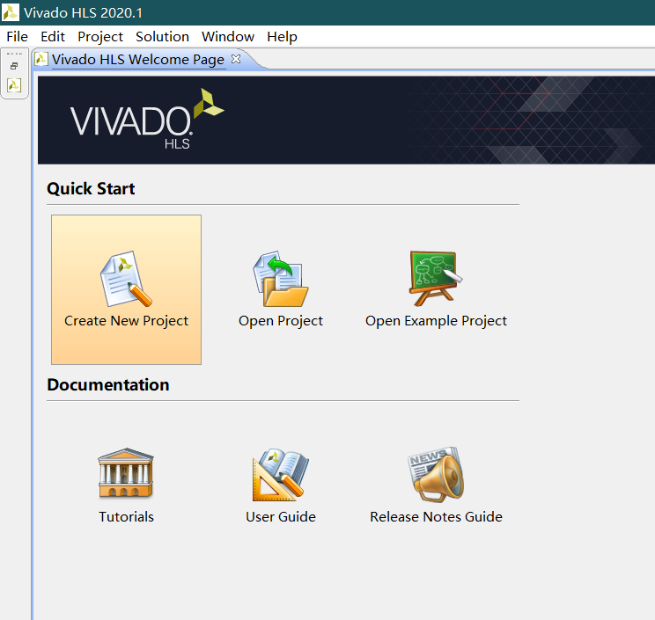 Vivado HLS 2020.1
File Edit Project Solution Window Help
Vivado HLS Welcome Page
VIVADO.
HLS
Quick Start
Create New Project Open Project Open Example Project
Documentation
NEWS
Tutorials User Guide Release Notes Guide